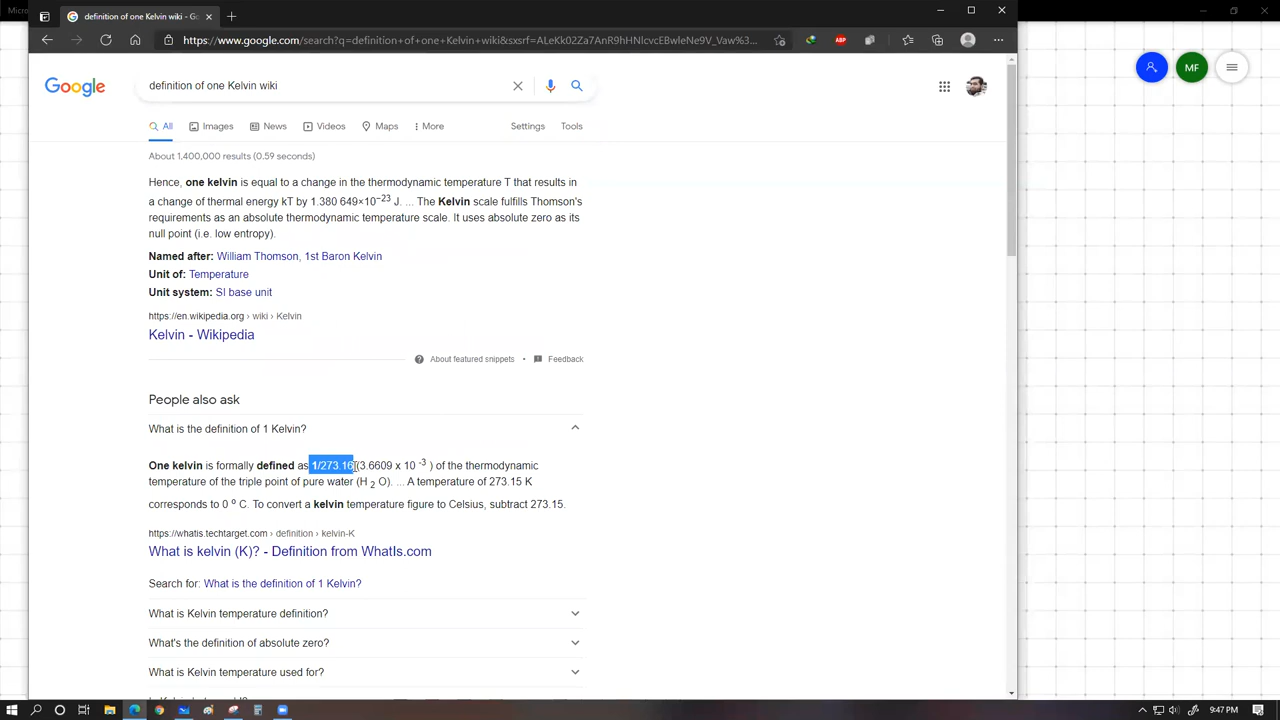 Micro
definition of one Kelvin wiki - Go
https://www.google.com/search?q=definition+of+one+Kelvin+wiki&sxsrf=ALeKk02Za7AnR9hHNlcvcEBwleNe9_V_Vaw%3...
ABP
Google
definition of one Kelvin wiki
MF
All Images News Videos Maps More Settings Tools
About 1,400,000 results (0.59 seconds)
Hence, one kelvin is equal to a change in the thermodynamic temperature T that results in
a change of thermal energy kT by 1.380 649×10⁻²³ J. ... The Kelvin scale fulfills Thomson's
requirements as an absolute thermodynamic temperature scale. It uses absolute zero as its
null point (i.e. low entropy).
Named after: William Thomson, 1st Baron Kelvin
Unit of: Temperature
Unit system: SI base unit
https://en.wikipedia.org › wiki › Kelvin
Kelvin - Wikipedia
About featured snippets • Feedback
People also ask
What is the definition of 1 Kelvin?
One kelvin is formally defined as 1/273.16 (3.6609 x 10 -3 ) of the thermodynamic
temperature of the triple point of pure water (H 2 O). ... A temperature of 273.15 K
corresponds to 0 º C. To convert a kelvin temperature figure to Celsius, subtract 273.15.
https://whatis.techtarget.com › definition › kelvin-K
What is kelvin (K)? - Definition from WhatIs.com
Search for: What is the definition of 1 Kelvin?
What is Kelvin temperature definition?
What's the definition of absolute zero?
What is Kelvin temperature used for?
9:47 PM